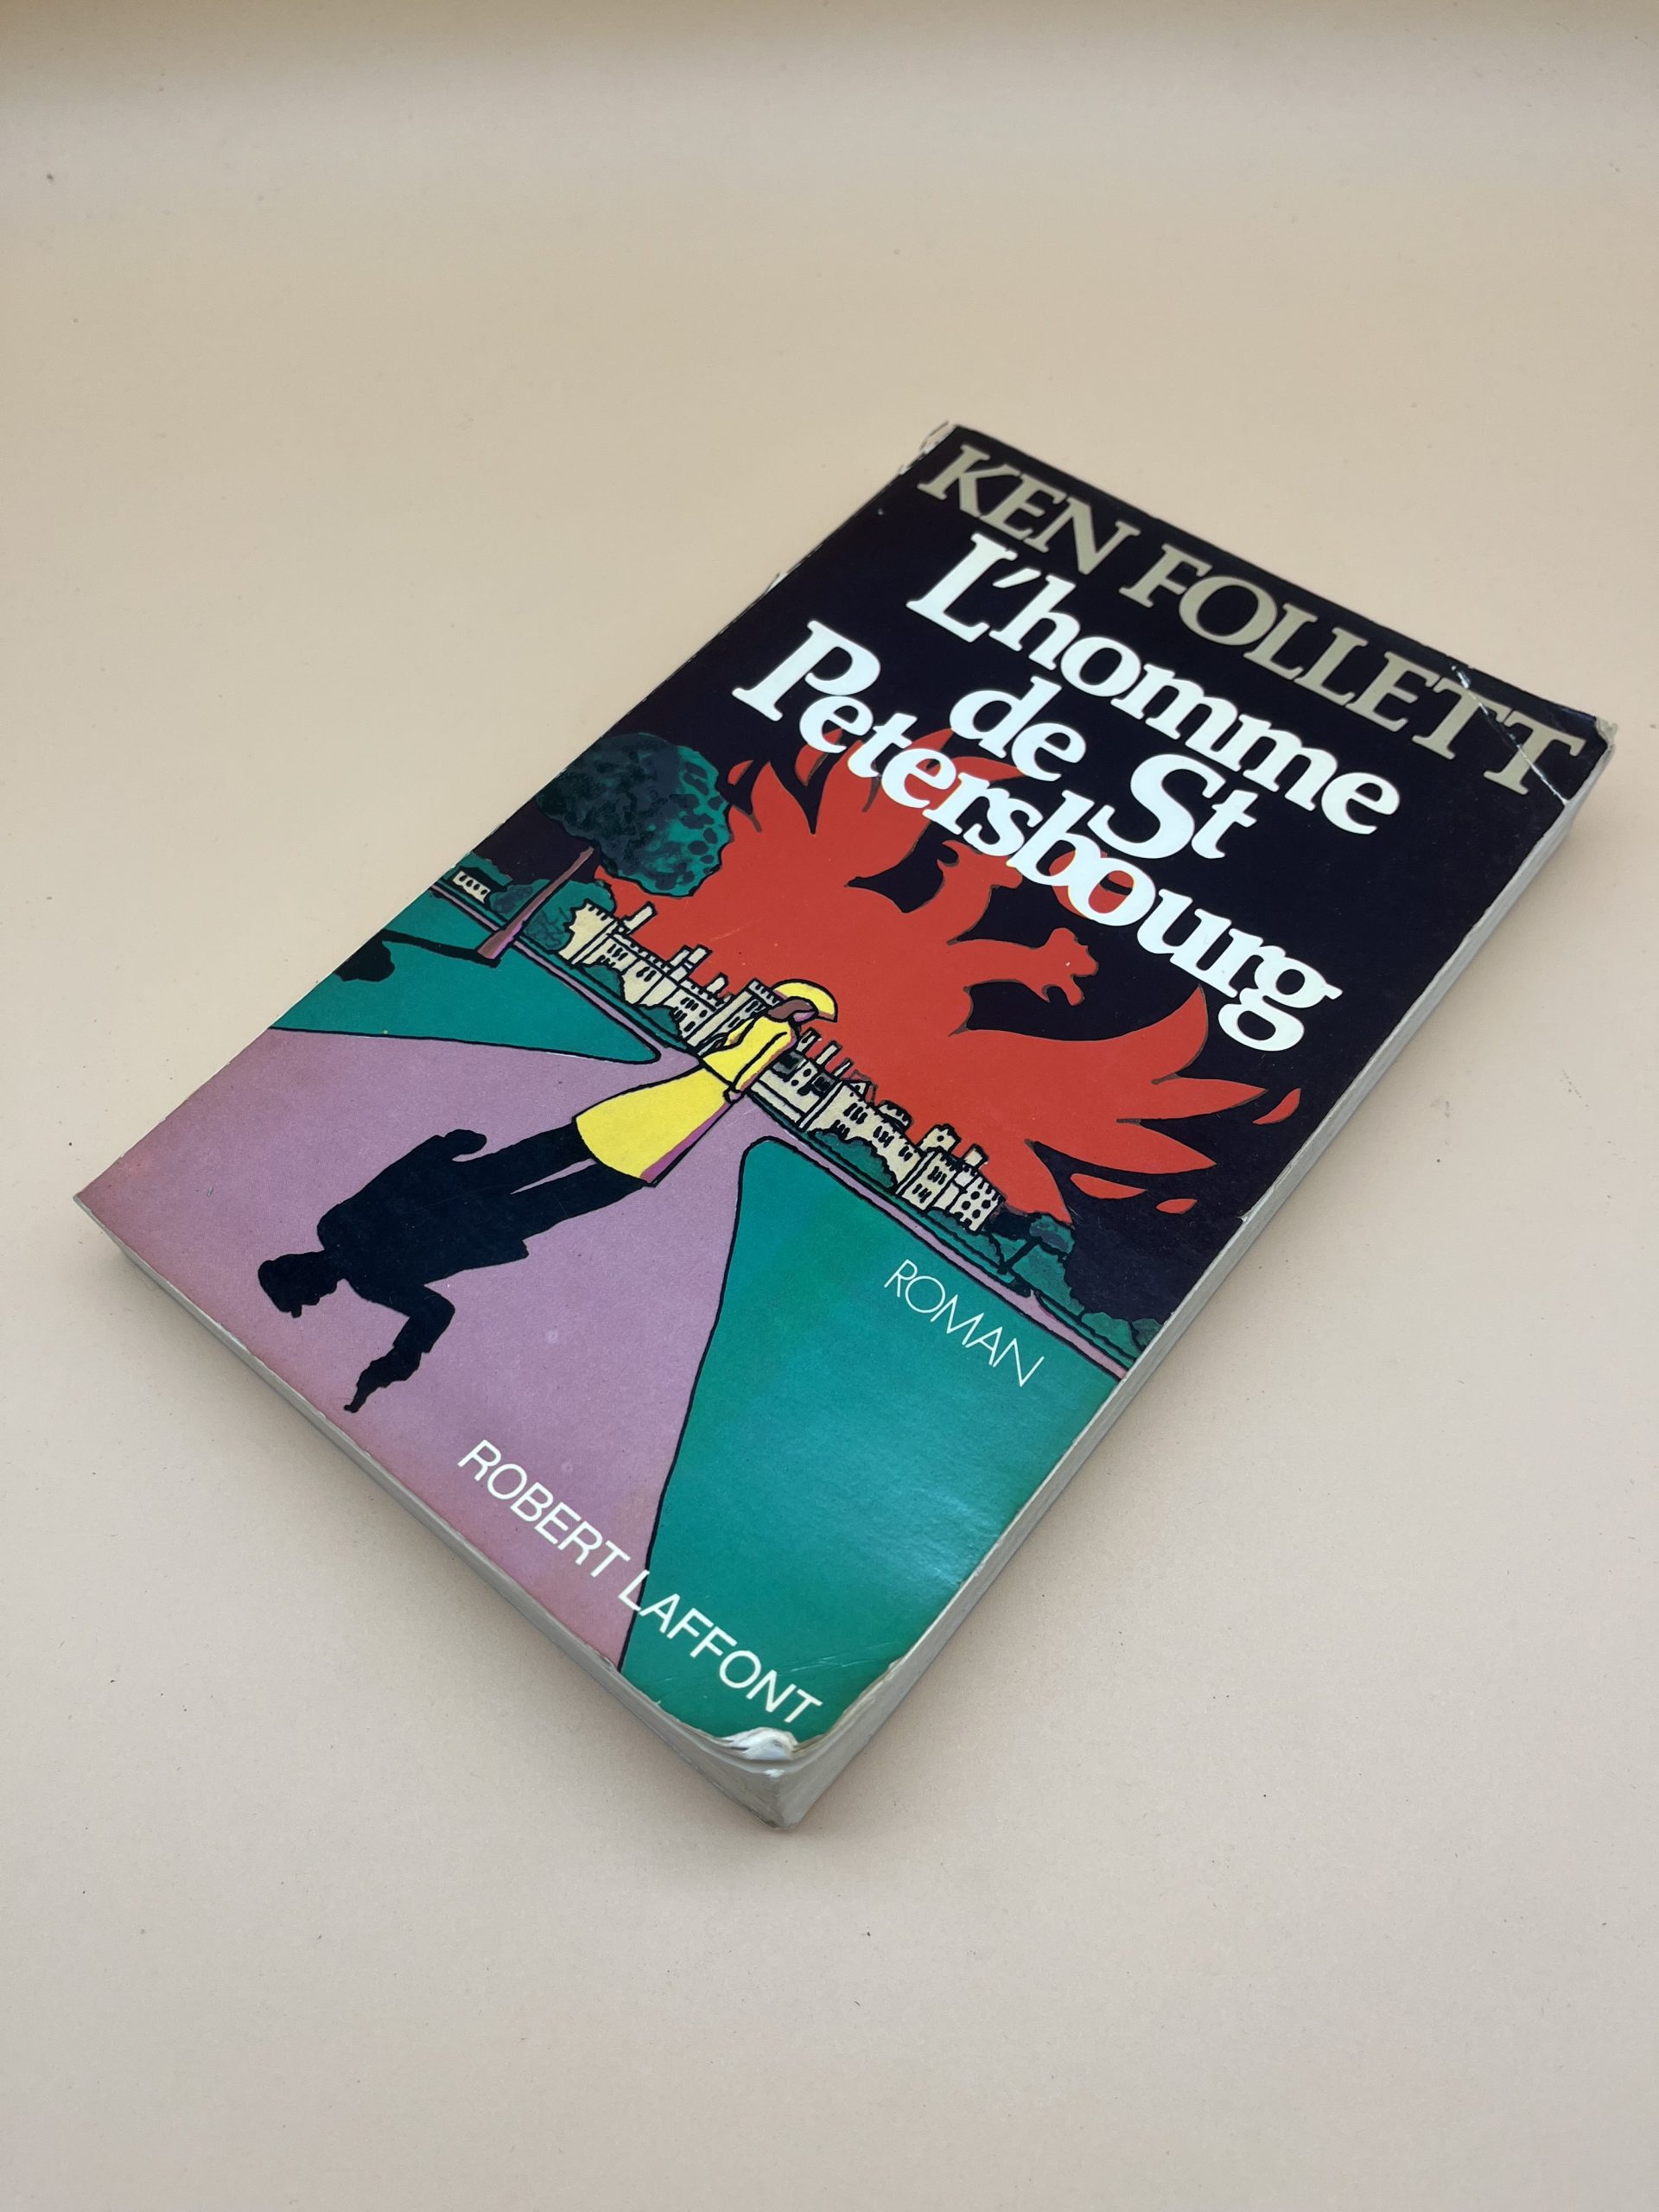 KEN FOLLETT
L'homme
de St
Petersbourg
ROMAN
ROBERT LAFFONT